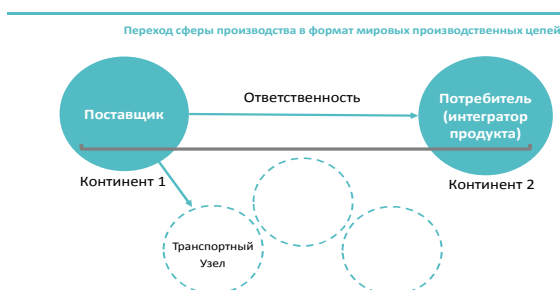 Переход сферы производства в формат мировых производственных цепей
Ответственность
Поставщик
Потребитель
(интегратор
продукта)
Континент 1
Континент 2
Транспортный
Узел